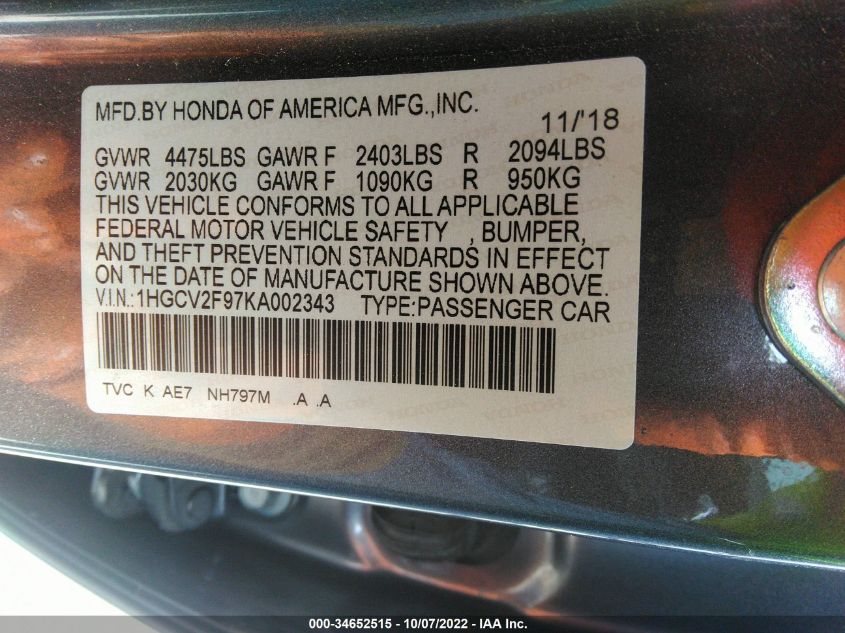 MFD.BY HONDA OF AMERICA MFG.,INC.
11/'18
GVWR 4475LBS GAWR F 2403LBS R 2094LBS
GVWR 2030KG GAWR F 1090KG R 950KG
THIS VEHICLE CONFORMS TO ALL APPLICABLE
FEDERAL MOTOR VEHICLE SAFETY , BUMPER,
AND THEFT PREVENTION STANDARDS IN EFFECT
ON THE DATE OF MANUFACTURE SHOWN ABOVE.
V.I.N.:1HGCV2F97KA002343 TYPE:PASSENGER CAR
TVC K AE7 NH797M .A .A
000-34652515 - 10/07/2022 - IAA Inc.